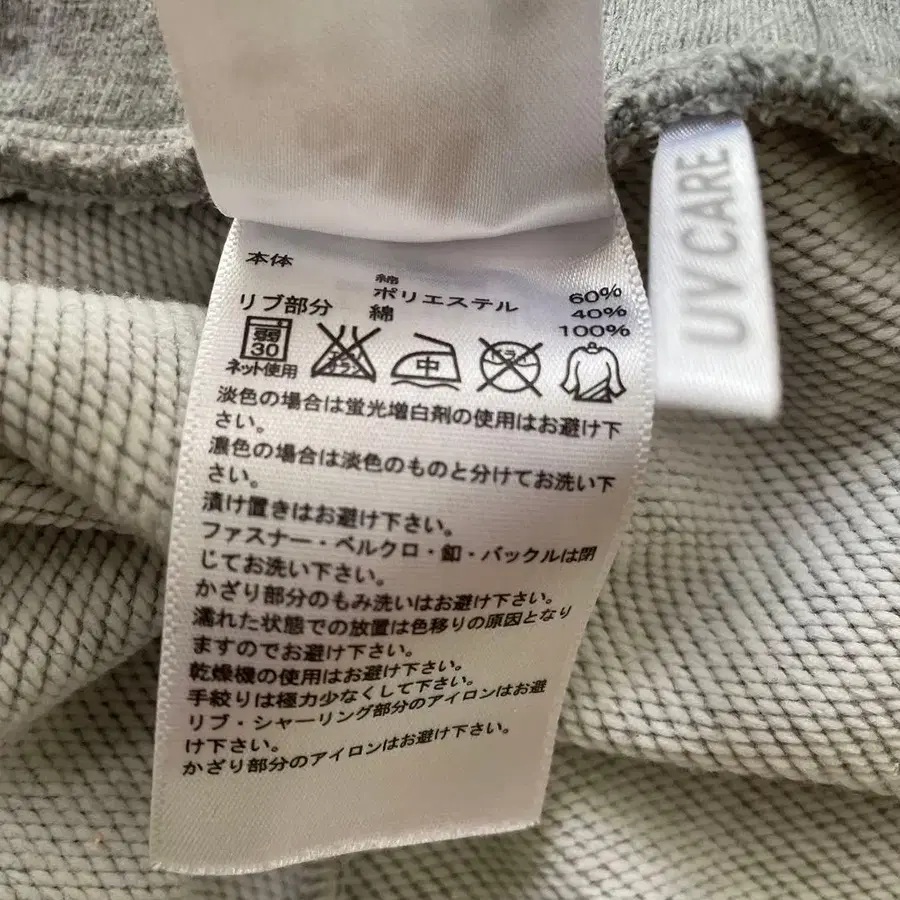 本体
綿 60%
ポリエステル 40%
リブ部分 綿 100%
弱
30
ネット使用
エンソ
サラシ
中
ドライ
淡色の場合は蛍光増白剤の使用はお避け下
さい。
濃色の場合は淡色のものと分けてお洗い下
さい。
漬け置きはお避け下さい。
ファスナー・ベルクロ・釦・バックルは閉
じてお洗い下さい。
かざり部分のもみ洗いはお避け下さい。
濡れた状態での放置は色移りの原因となり
ますのでお避け下さい。
乾燥機の使用はお避け下さい。
手絞りは極力少なくして下さい。
リブ・シャーリング部分のアイロンはお避
け下さい。
かざり部分のアイロンはお避け下さい。
UV CARE